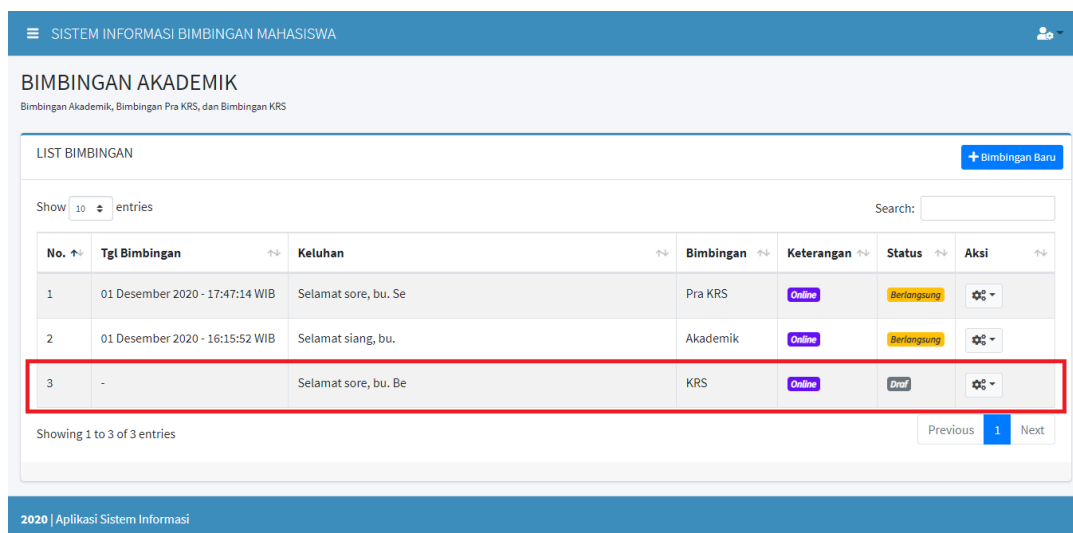 SISTEM INFORMASI BIMBINGAN MAHASISWA
BIMBINGAN AKADEMIK
Bimbingan Akademik, Bimbingan Pra KRS, dan Bimbingan KRS
LIST BIMBINGAN
Bimbingan Baru
Show 10 entries Search:
No. Tgl Bimbingan Keluhan Bimbingan Keterangan Status Aksi
1 01 Desember 2020 - 17:47:14 WIB Selamat sore, bu. Se Pra KRS Online Berlangsung
2 01 Desember 2020 - 16:15:52 WIB Selamat siang, bu. Akademik Online Berlangsung
3 - Selamat sore, bu. Be KRS Online Draf
Showing 1 to 3 of 3 entries Previous 1 Next
2020 | Aplikasi Sistem Informasi